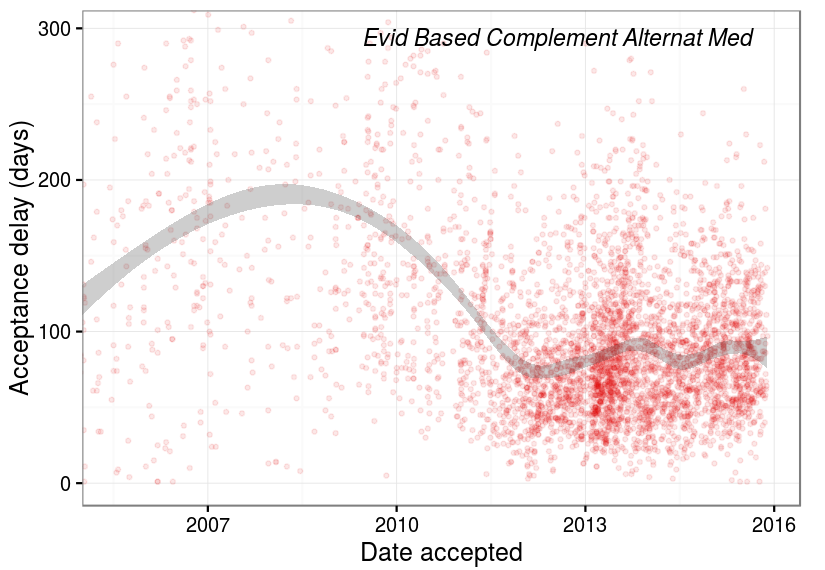 Evid Based Complement Alternat Med
300
200
100
0
Acceptance delay (days)
2007 2010 2013 2016
Date accepted